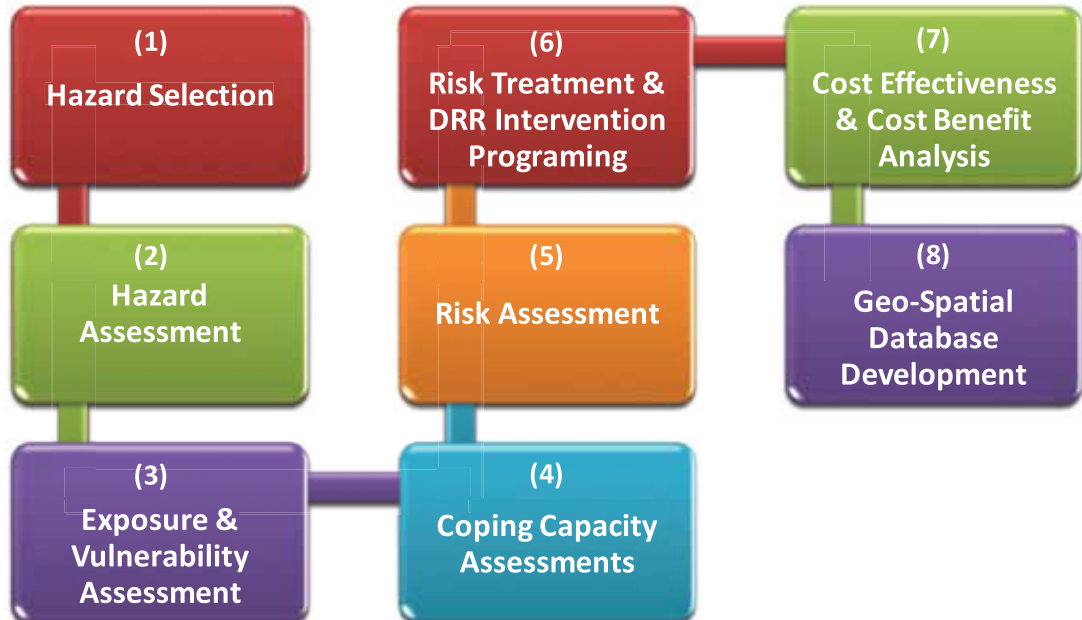 (1)
Hazard Selection
(2)
Hazard
Assessment
(3)
Exposure &
Vulnerability
Assessment
(4)
Coping Capacity
Assessments
(5)
Risk Assessment
(6)
Risk Treatment &
DRR Intervention
Programing
(7)
Cost Effectiveness
& Cost Benefit
Analysis
(8)
Geo-Spatial
Database
Development